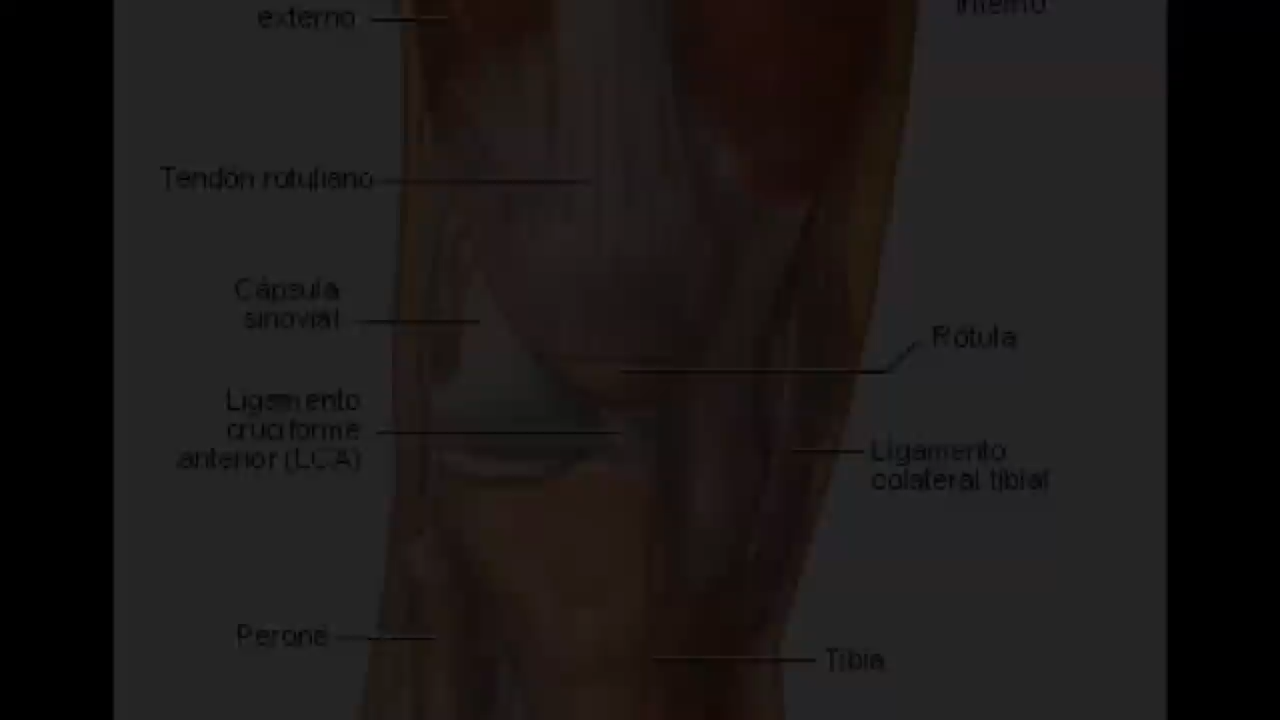 externo
interno
Tendón rotuliano
Cápsula
sinovial
Rótula
Ligamento
cruciforme
anterior (LCA)
Ligamento
colateral tibial
Peroné
Tibia